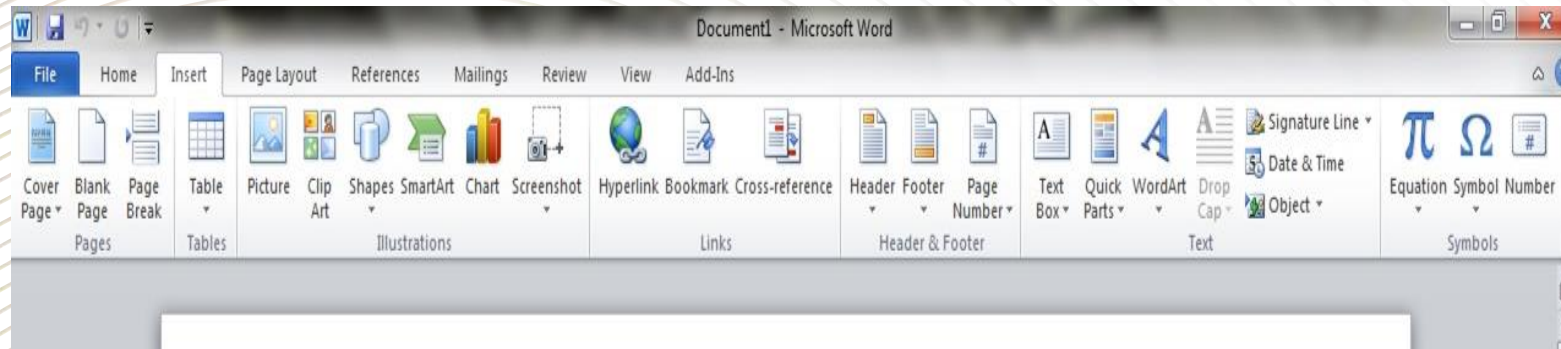 Document1 - Microsoft Word
File Home Insert Page Layout References Mailings Review View Add-Ins
Cover Page Blank Page Page Break Table Picture Clip Art Shapes SmartArt Chart Screenshot Hyperlink Bookmark Cross-reference Header Footer Page Number Text Box Quick Parts WordArt Drop Cap Signature Line Date & Time Object Equation Symbol Number
Pages Tables Illustrations Links Header & Footer Text Symbols